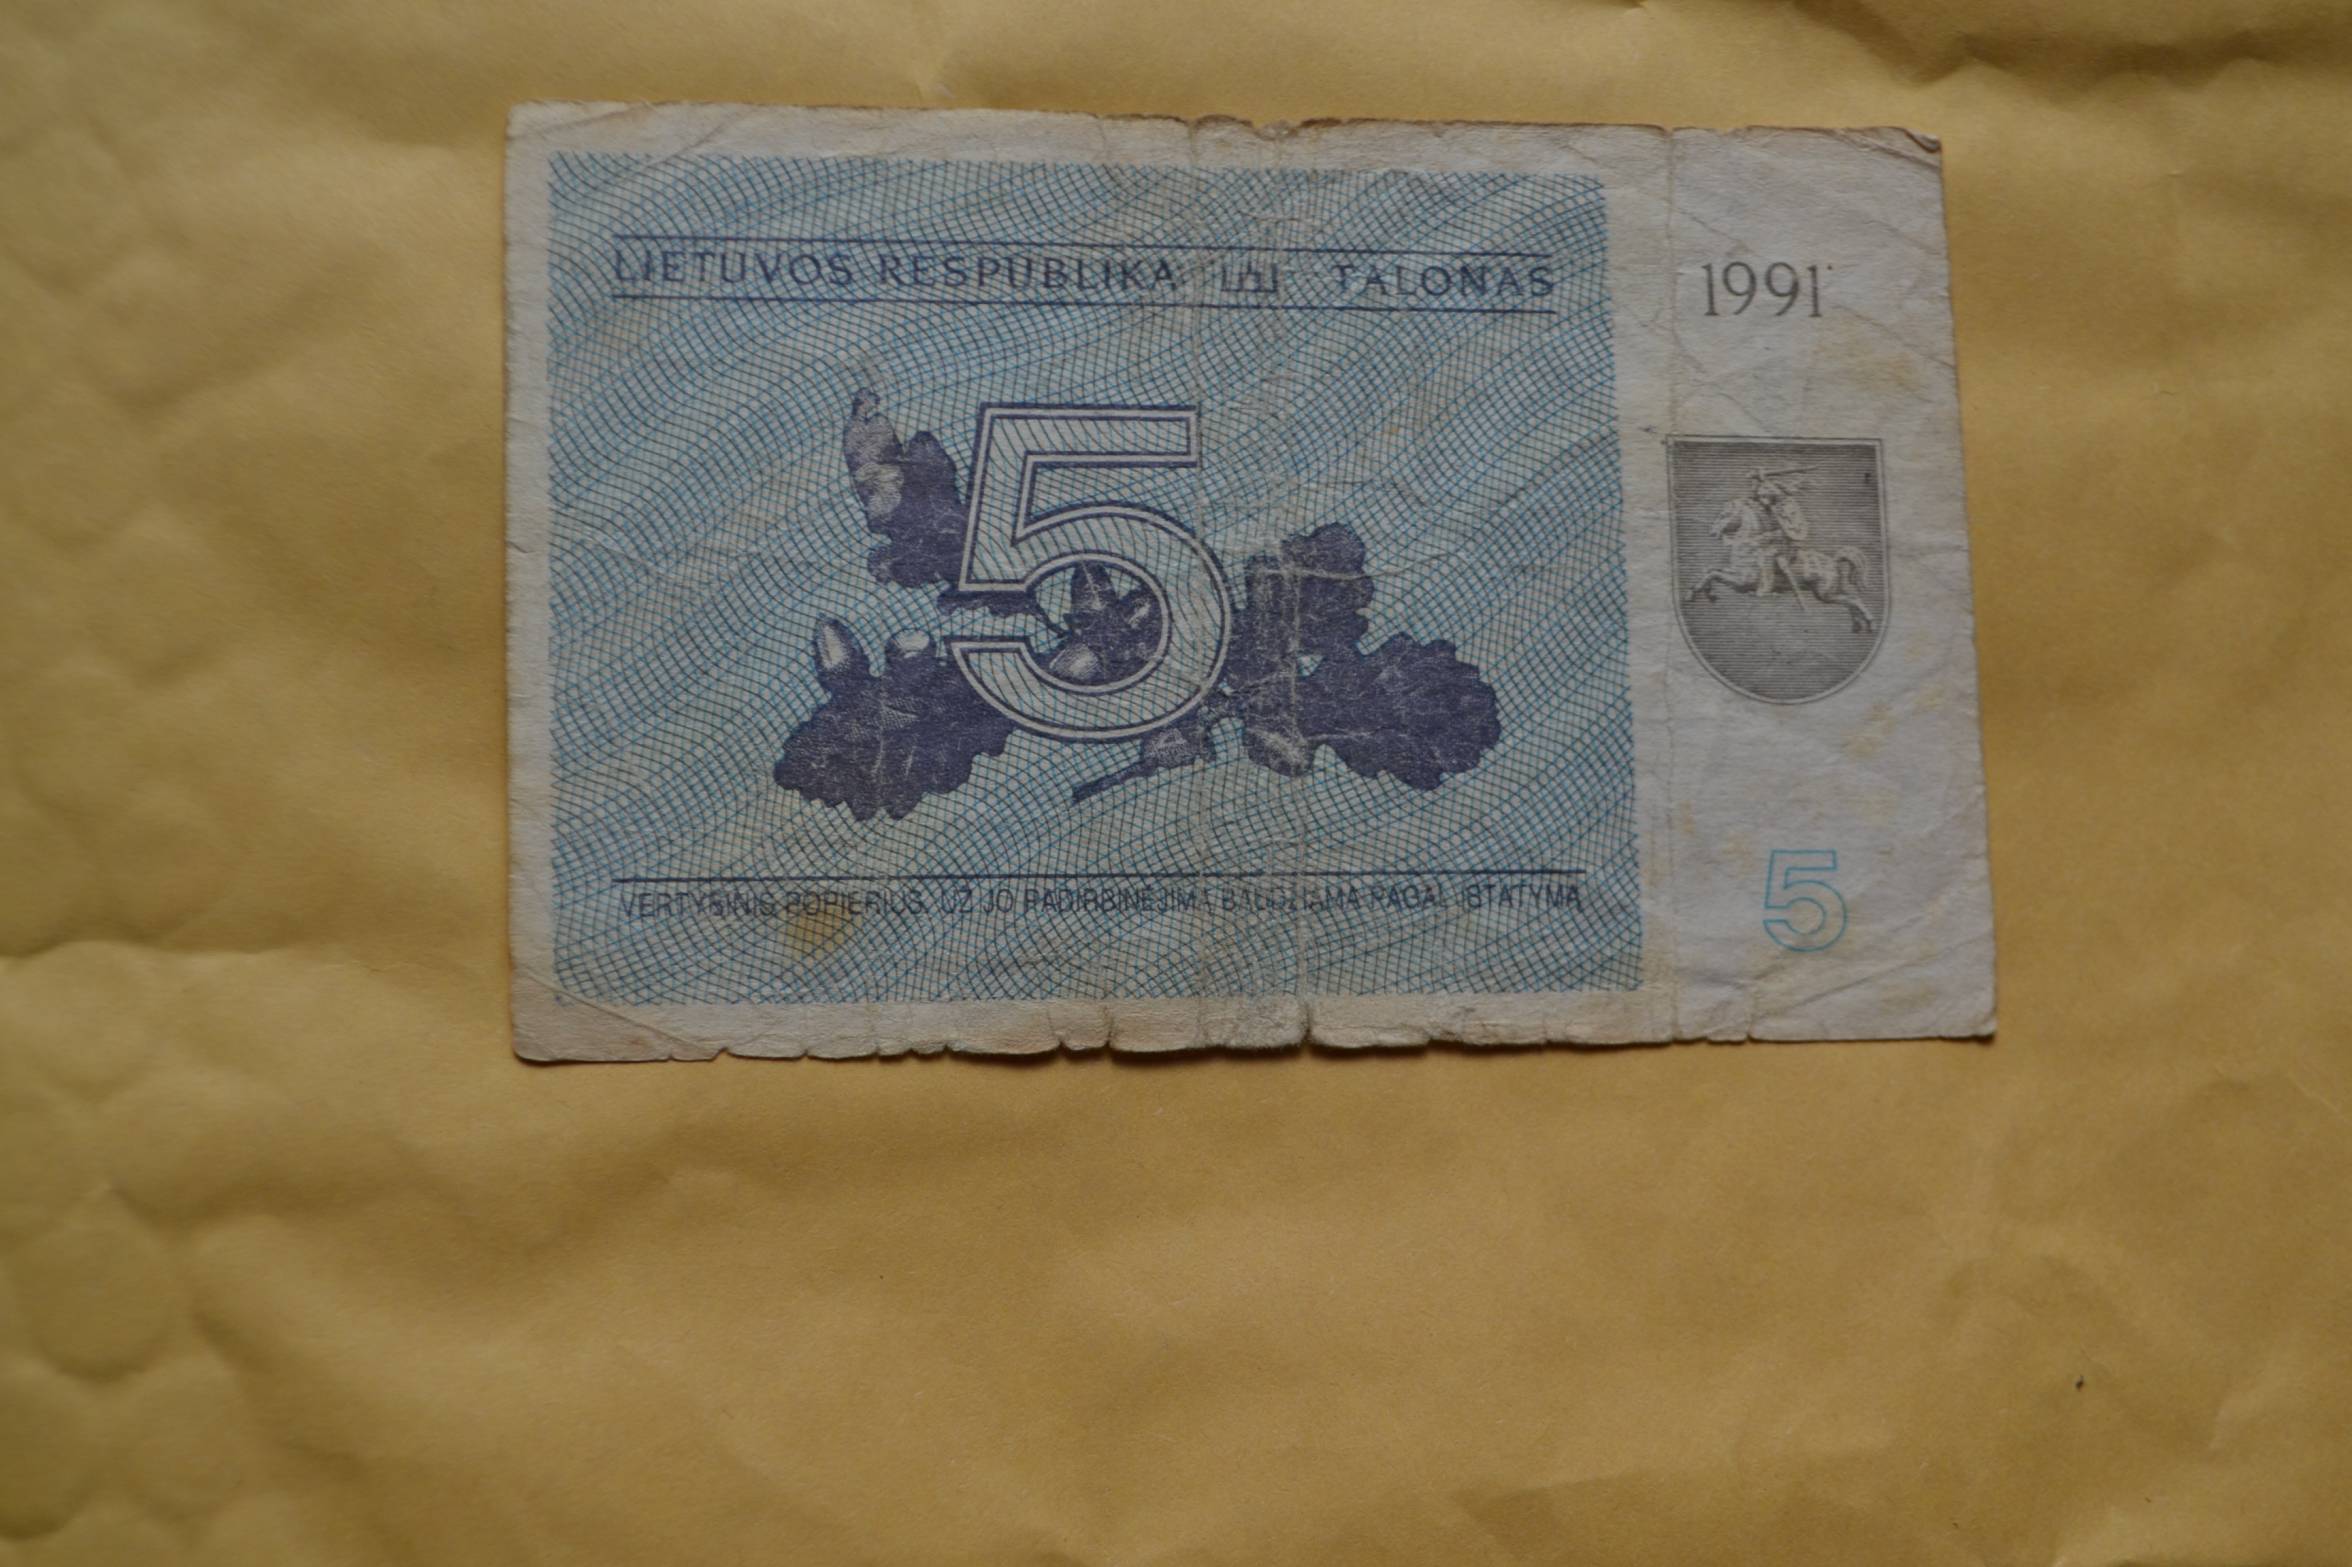 LIETUVOS RESPUBLIKA TALONAS
1991
5
VERTYBINIS POPIERIUS. UŽ JO PADIRBINĖJIMĄ BAUDŽIAMA PAGAL ĮSTATYMĄ
5